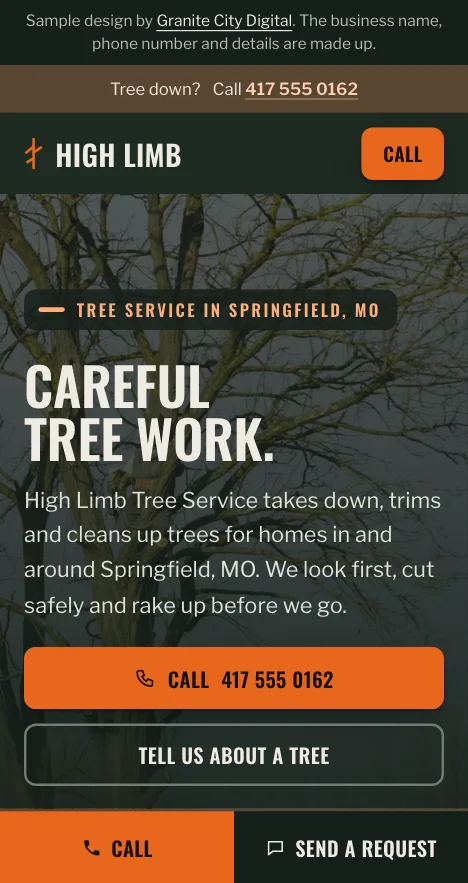 Sample design by Granite City Digital. The business name,
phone number and details are made up.
Tree down? Call 417 555 0162
HIGH LIMB
CALL
TREE SERVICE IN SPRINGFIELD, MO
CAREFUL
TREE WORK.
High Limb Tree Service takes down, trims
and cleans up trees for homes in and
around Springfield, MO. We look first, cut
safely and rake up before we go.
CALL 417 555 0162
TELL US ABOUT A TREE
CALL
SEND A REQUEST